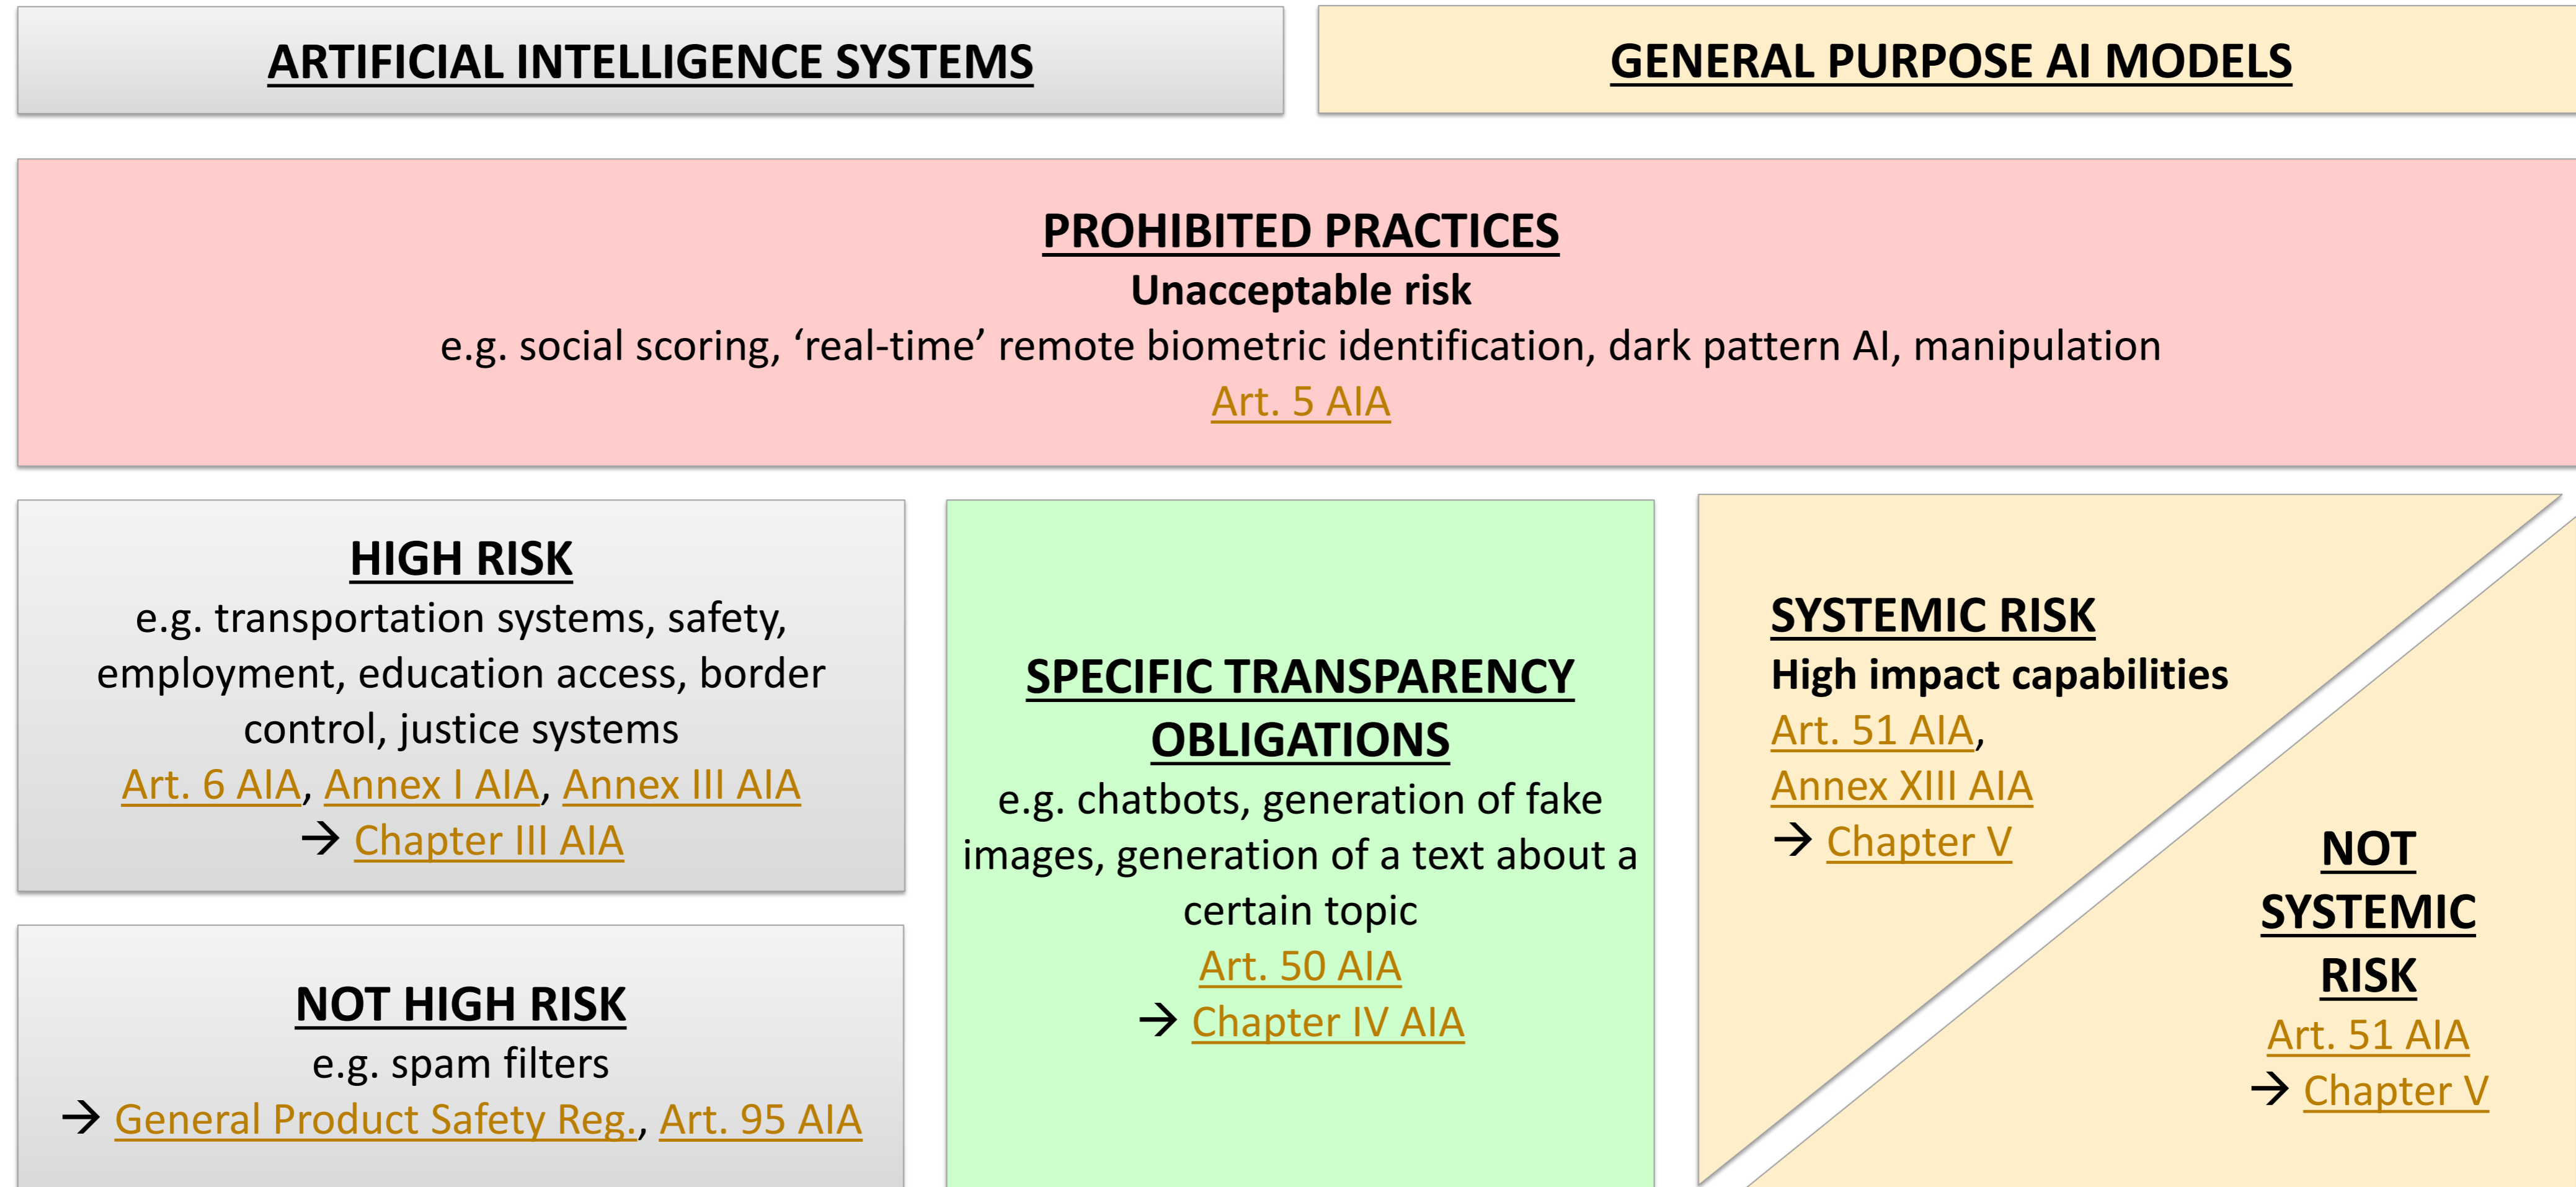 ARTIFICIAL INTELLIGENCE SYSTEMS
GENERAL PURPOSE AI MODELS
PROHIBITED PRACTICES
Unacceptable risk
e.g. social scoring, ‘real-time’ remote biometric identification, dark pattern AI, manipulation
Art. 5 AIA
HIGH RISK
e.g. transportation systems, safety,
employment, education access, border
control, justice systems
Art. 6 AIA, Annex I AIA, Annex III AIA
→ Chapter III AIA
NOT HIGH RISK
e.g. spam filters
→ General Product Safety Reg., Art. 95 AIA
SPECIFIC TRANSPARENCY
OBLIGATIONS
e.g. chatbots, generation of fake
images, generation of a text about a
certain topic
Art. 50 AIA
→ Chapter IV AIA
SYSTEMIC RISK
High impact capabilities
Art. 51 AIA,
Annex XIII AIA
→ Chapter V
NOT
SYSTEMIC
RISK
Art. 51 AIA
→ Chapter V